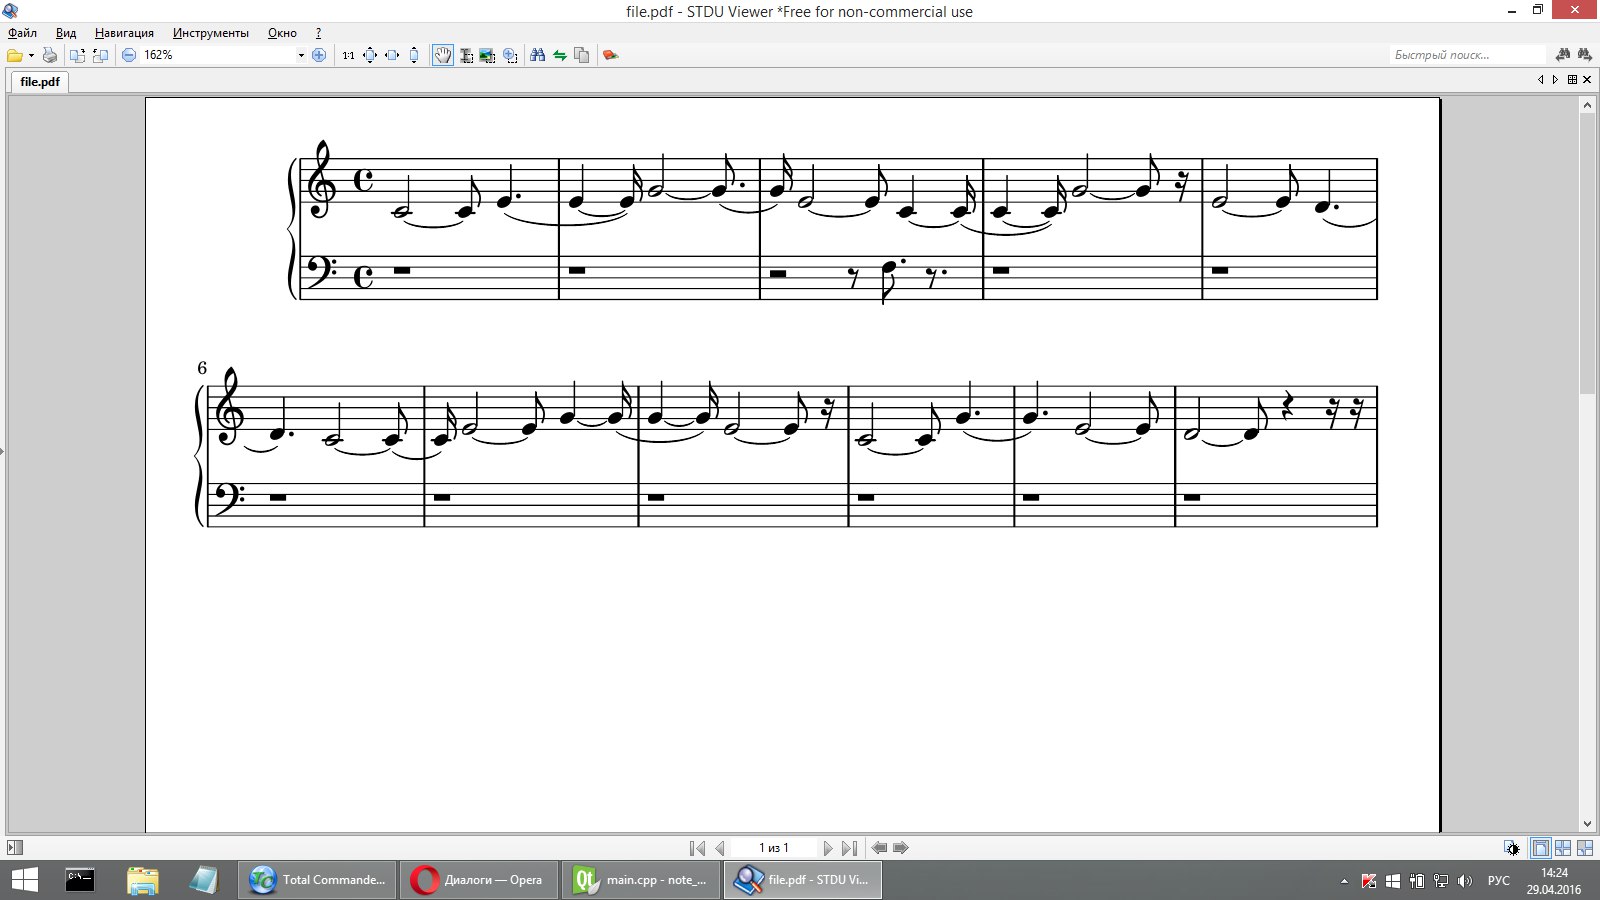 file.pdf - STDU Viewer *Free for non-commercial use
Файл Вид Навигация Инструменты Окно ?
162% 1:1 Быстрый поиск...
file.pdf
6
1 из 1
Total Commande... Диалоги — Opera main.cpp - note_... file.pdf - STDU Vi... РУС 14:24
29.04.2016